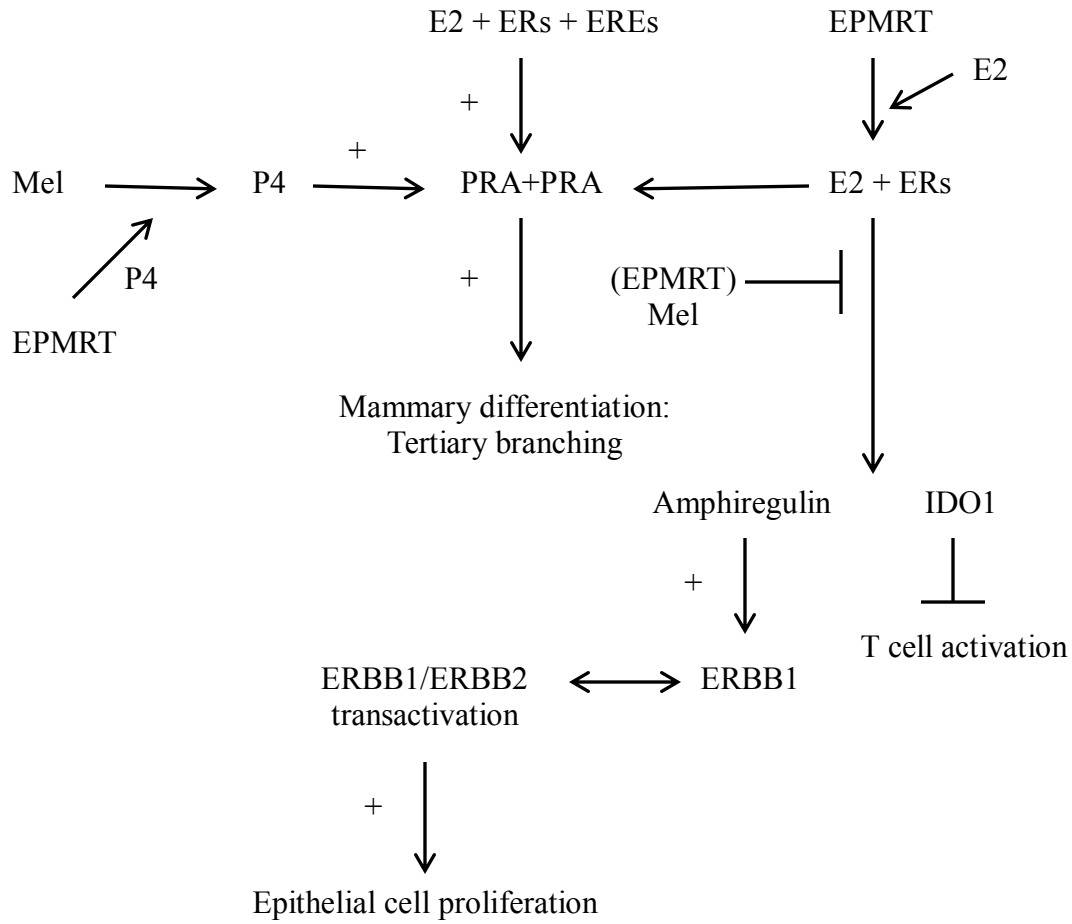 E2 + ERs + EREs
EPMRT
E2
+
+
Mel
P4
PRA+PRA
E2 + ERs
P4
+
(EPMRT)
Mel
EPMRT
Mammary differentiation:
Tertiary branching
Amphiregulin
IDO1
+
T cell activation
ERBB1/ERBB2
transactivation
ERBB1
+
Epithelial cell proliferation